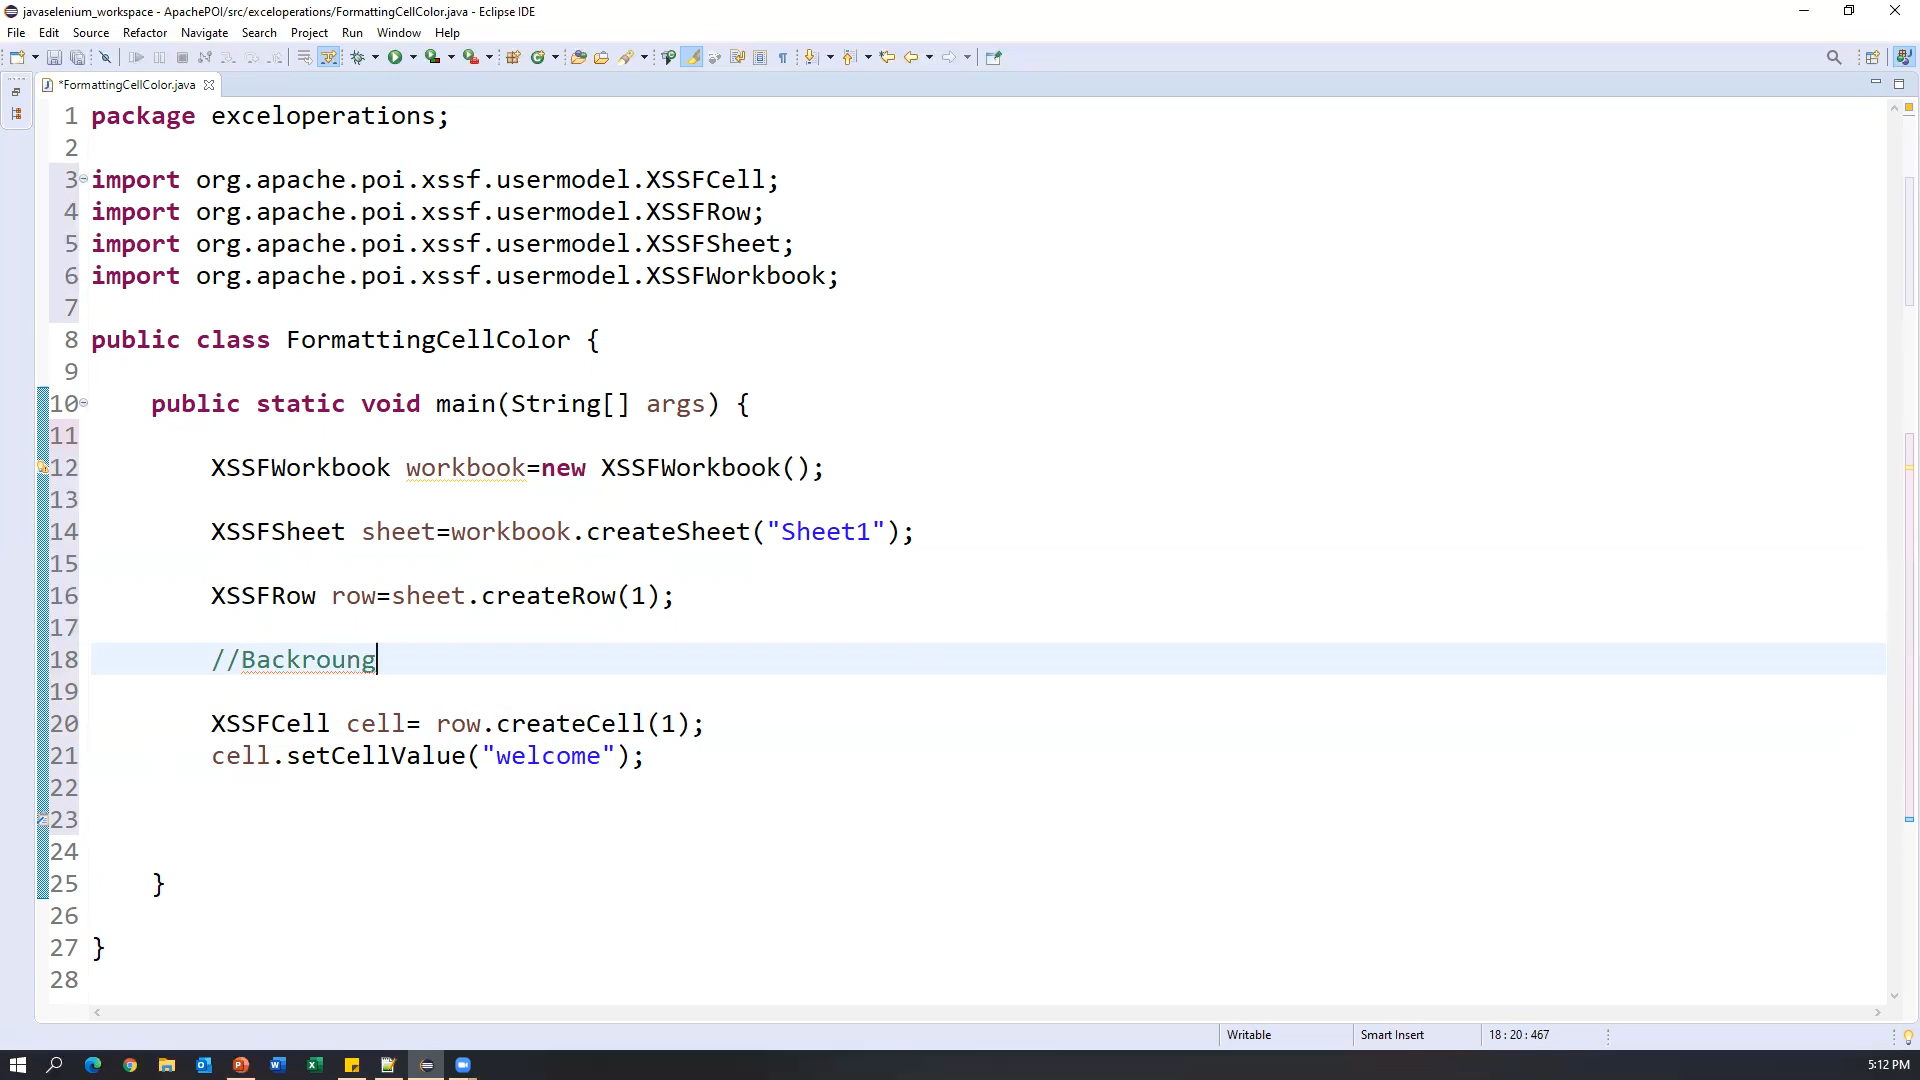 javaselenium_workspace - ApachePOI/src/exceloperations/FormattingCellColor.java - Eclipse IDE
File Edit Source Refactor Navigate Search Project Run Window Help
*FormattingCellColor.java
1 package exceloperations;
2
3 import org.apache.poi.xssf.usermodel.XSSFCell;
4 import org.apache.poi.xssf.usermodel.XSSFRow;
5 import org.apache.poi.xssf.usermodel.XSSFSheet;
6 import org.apache.poi.xssf.usermodel.XSSFWorkbook;
7
8 public class FormattingCellColor {
9
10 public static void main(String[] args) {
11
12 XSSFWorkbook workbook=new XSSFWorkbook();
13
14 XSSFSheet sheet=workbook.createSheet("Sheet1");
15
16 XSSFRow row=sheet.createRow(1);
17
18 //Backroung
19
20 XSSFCell cell= row.createCell(1);
21 cell.setCellValue("welcome");
22
23
24
25 }
26
27 }
28
Writable Smart Insert 18 : 20 : 467
5:12 PM